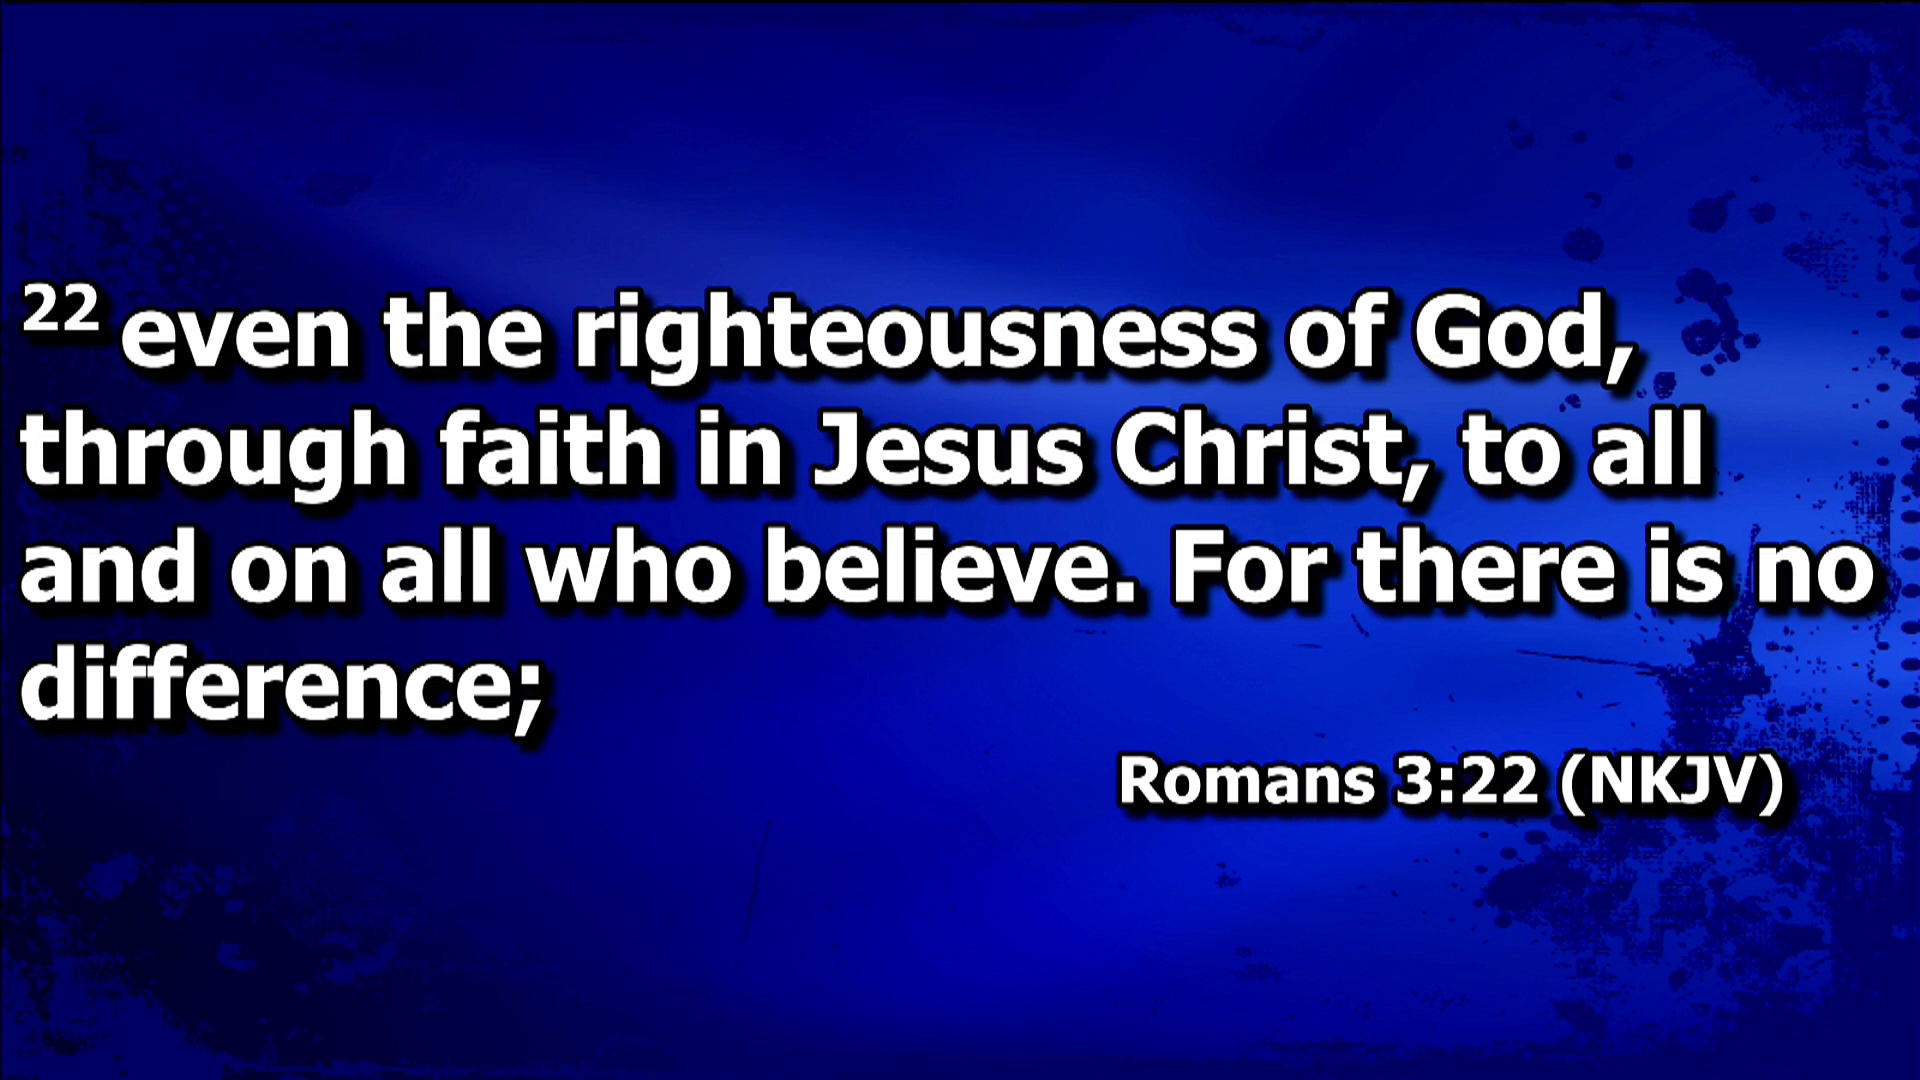 22 even the righteousness of God,
through faith in Jesus Christ, to all
and on all who believe. For there is no
difference;
Romans 3:22 (NKJV)